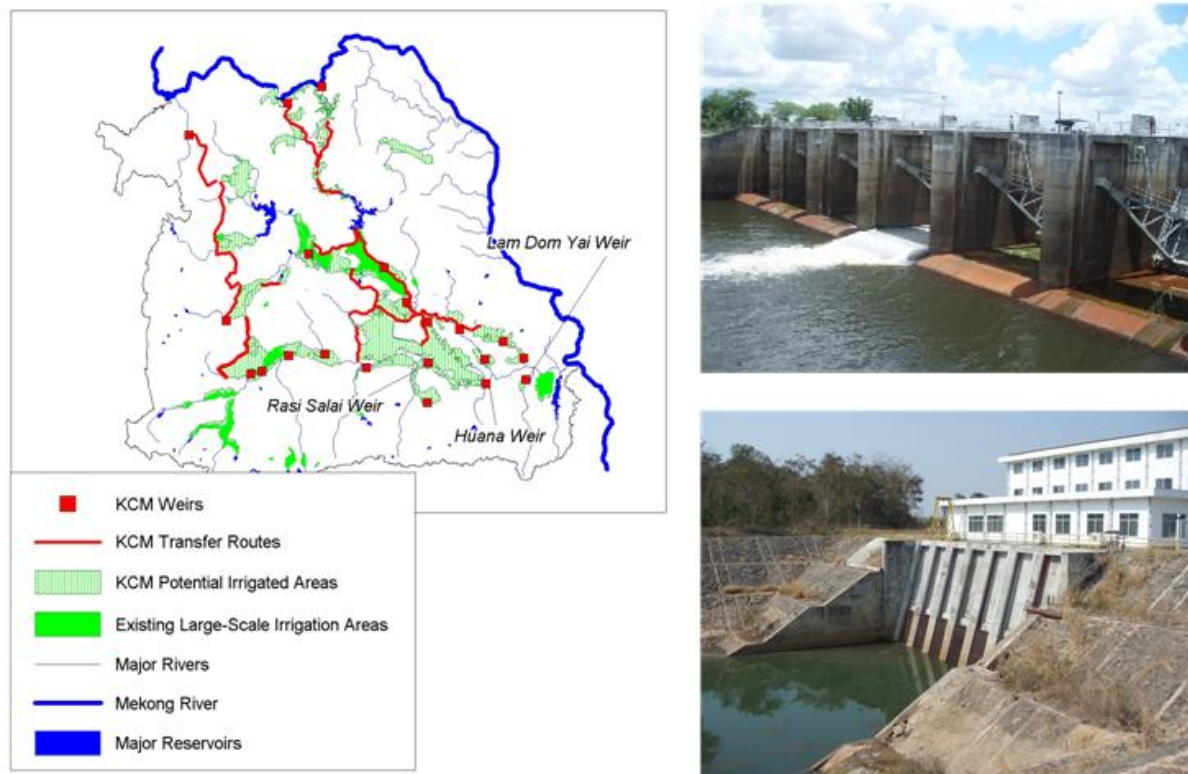 Lam Dom Yai Weir
Rasi Salai Weir
Huana Weir
KCM Weirs
KCM Transfer Routes
KCM Potential Irrigated Areas
Existing Large-Scale Irrigation Areas
Major Rivers
Mekong River
Major Reservoirs